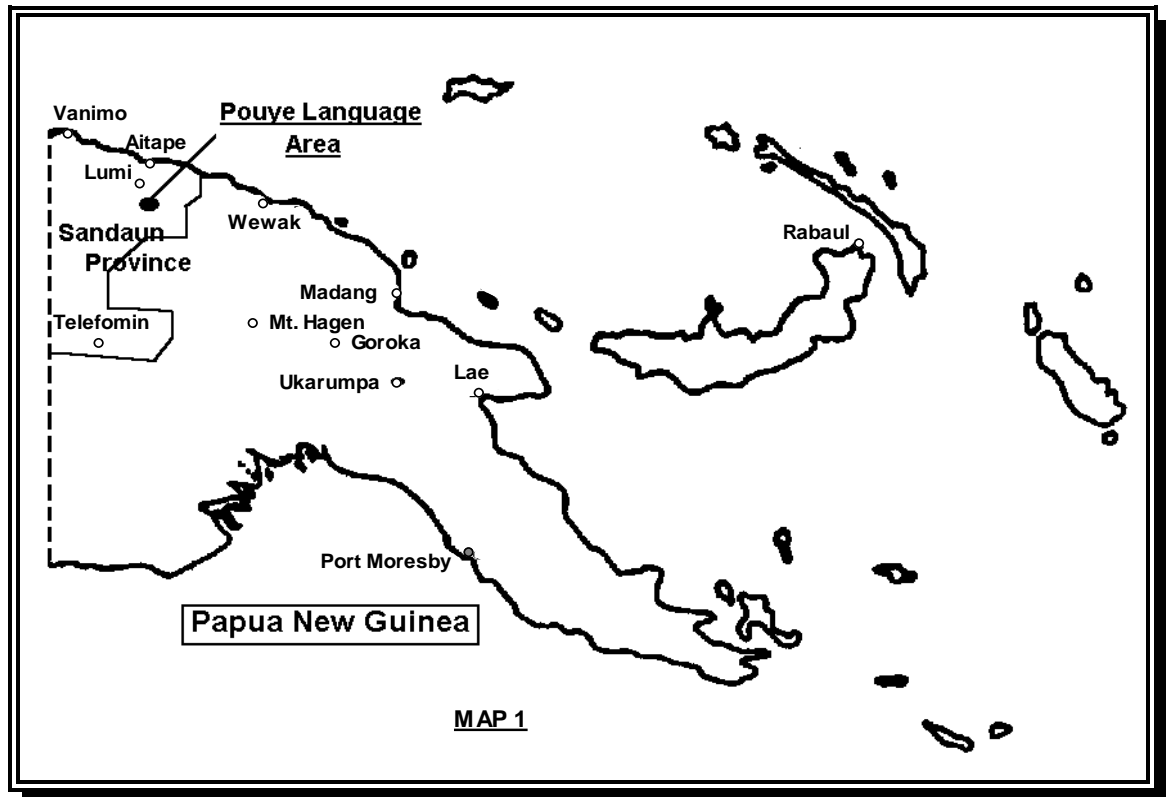 Vanimo
Pouye Language
Area
Aitape
Lumi
Sandaun
Province
Wewak
Rabaul
Madang
Telefomin
Mt. Hagen
Goroka
Ukarumpa
Lae
Port Moresby
Papua New Guinea
MAP 1